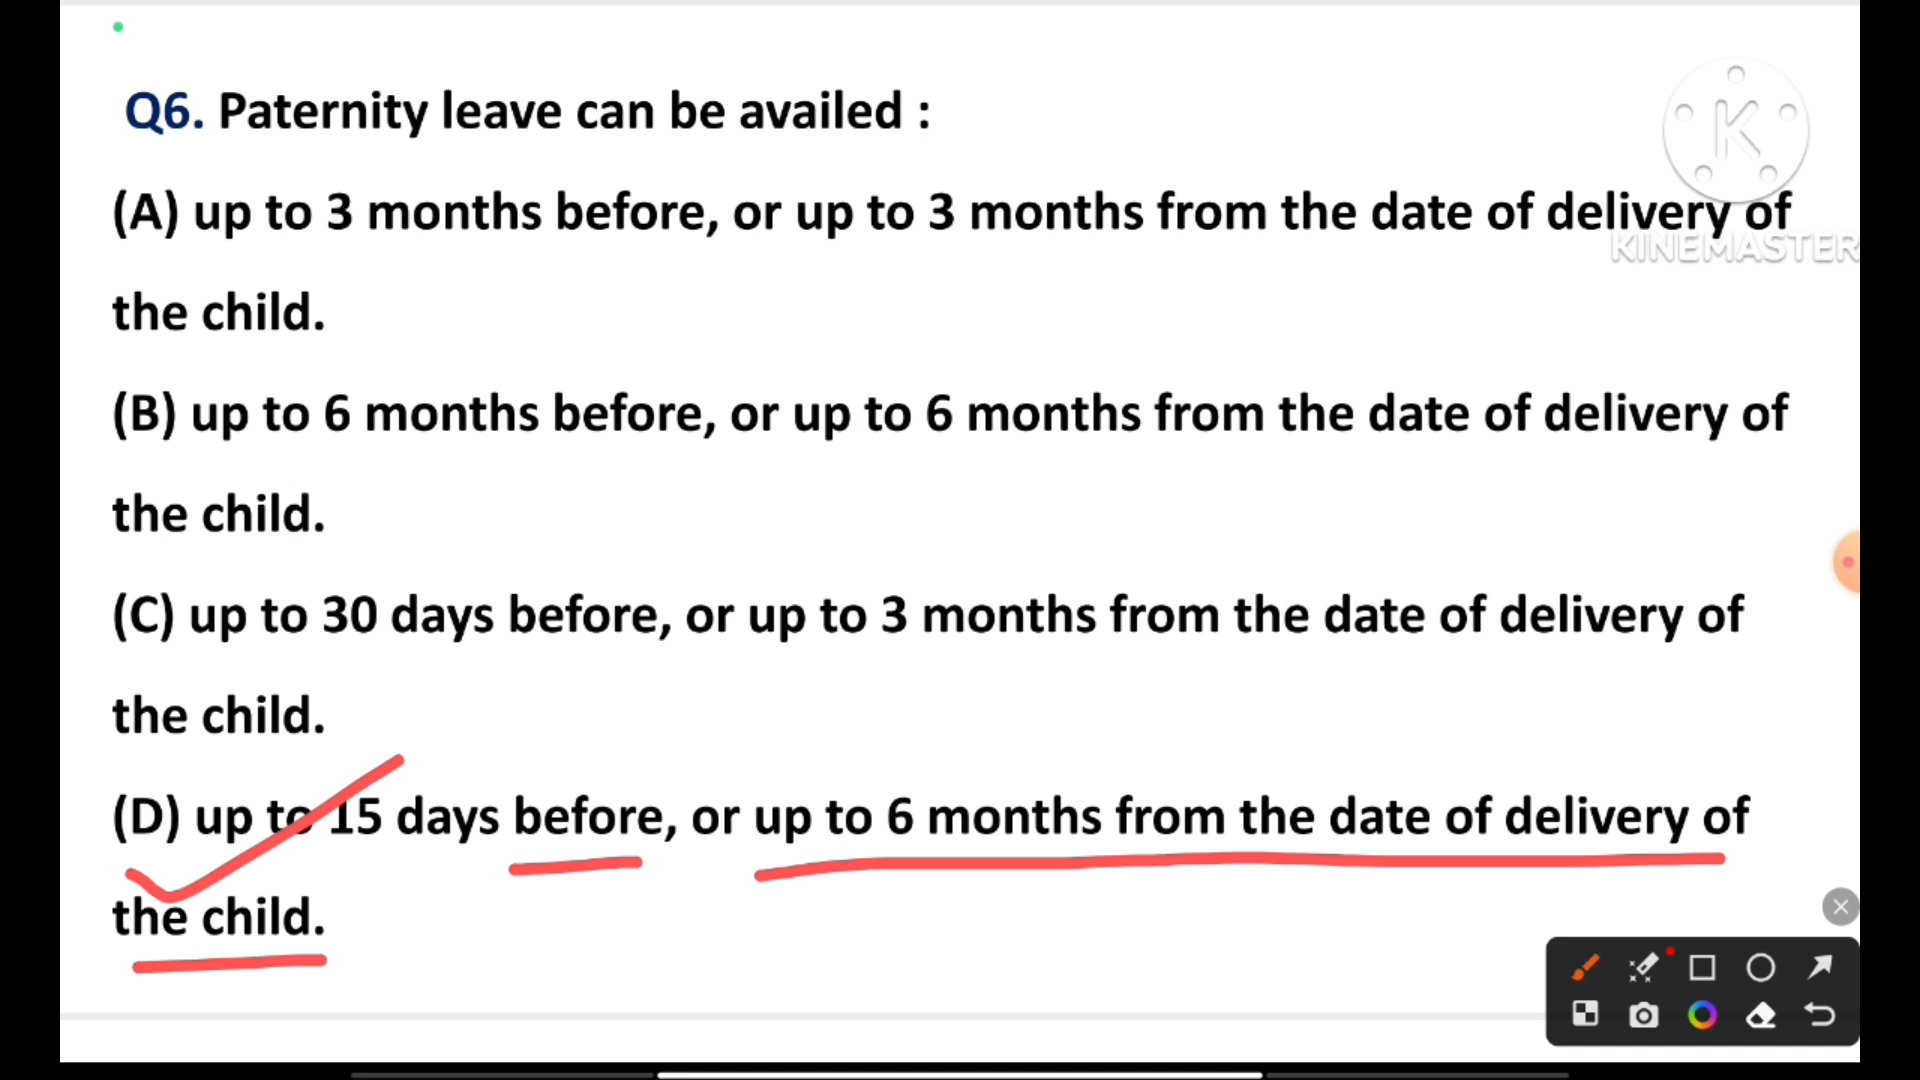 Q6. Paternity leave can be availed :
(A) up to 3 months before, or up to 3 months from the date of delivery of
the child.
(B) up to 6 months before, or up to 6 months from the date of delivery of
the child.
(C) up to 30 days before, or up to 3 months from the date of delivery of
the child.
(D) up to 15 days before, or up to 6 months from the date of delivery of
the child.
K
KINEMASTER